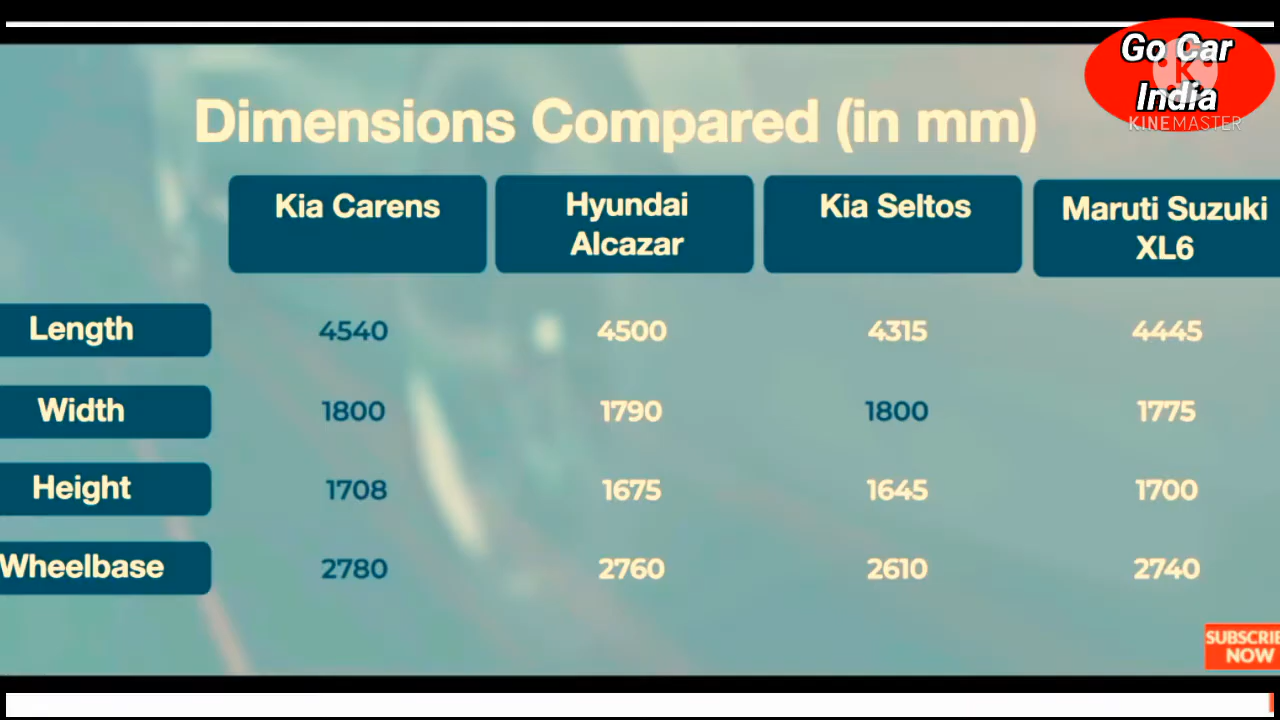 Go Car
India
KINEMASTER
Dimensions Compared (in mm)
Kia Carens Hyundai Alcazar Kia Seltos Maruti Suzuki XL6
Length 4540 4500 4315 4445
Width 1800 1790 1800 1775
Height 1708 1675 1645 1700
Wheelbase 2780 2760 2610 2740
SUBSCRIBE
NOW